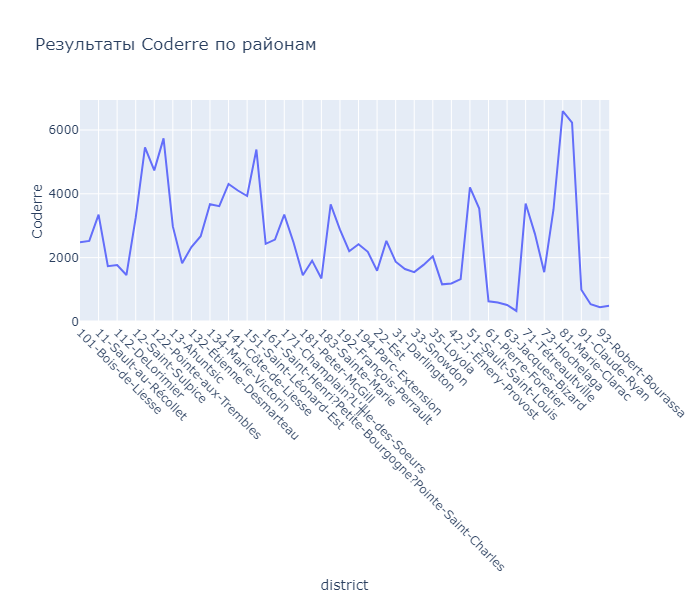 Результаты Coderre по районам
Coderre
6000
4000
2000
0
101-Bois-de-Liesse
11-Sault-au-Récollet
112-DeLorimier
12-Saint-Sulpice
122-Pointe-aux-Trembles
13-Ahuntsic
132-Étienne-Desmarteau
134-Marie-Victorin
141-Côte-de-Liesse
151-Saint-Léonard-Est
161-Saint-Henri?Petite-Bourgogne?Pointe-Saint-Charles
171-Champlain?L'Île-des-Soeurs
181-Peter-McGill
183-Sainte-Marie
192-François-Perrault
194-Parc-Extension
22-Est
31-Darlington
33-Snowdon
35-Loyola
42-J.-Émery-Provost
51-Sault-Saint-Louis
61-Pierre-Foretier
63-Jacques-Bizard
71-Tétreaultville
73-Hochelaga
81-Marie-Clarac
91-Claude-Ryan
93-Robert-Bourassa
district